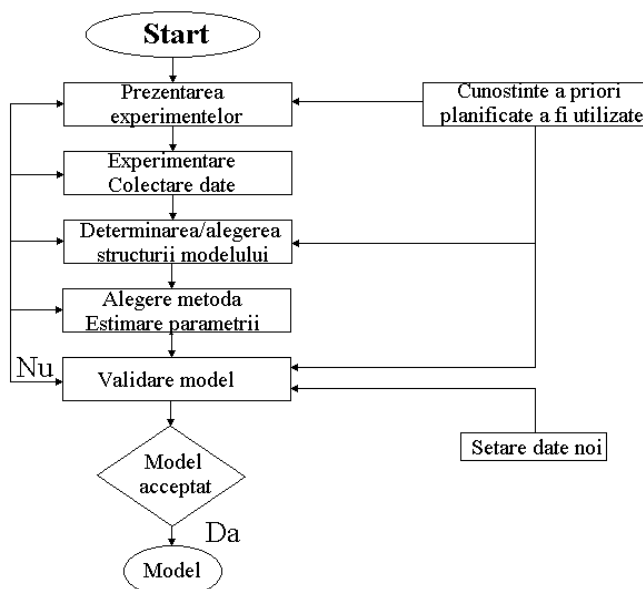 Start
Prezentarea
experimentelor
Cunostinte a priori
planificate a fi utilizate
Experimentare
Colectare date
Determinarea/alegerea
structurii modelului
Alegere metoda
Estimare parametrii
Nu
Validare model
Setare date noi
Model
acceptat
Da
Model